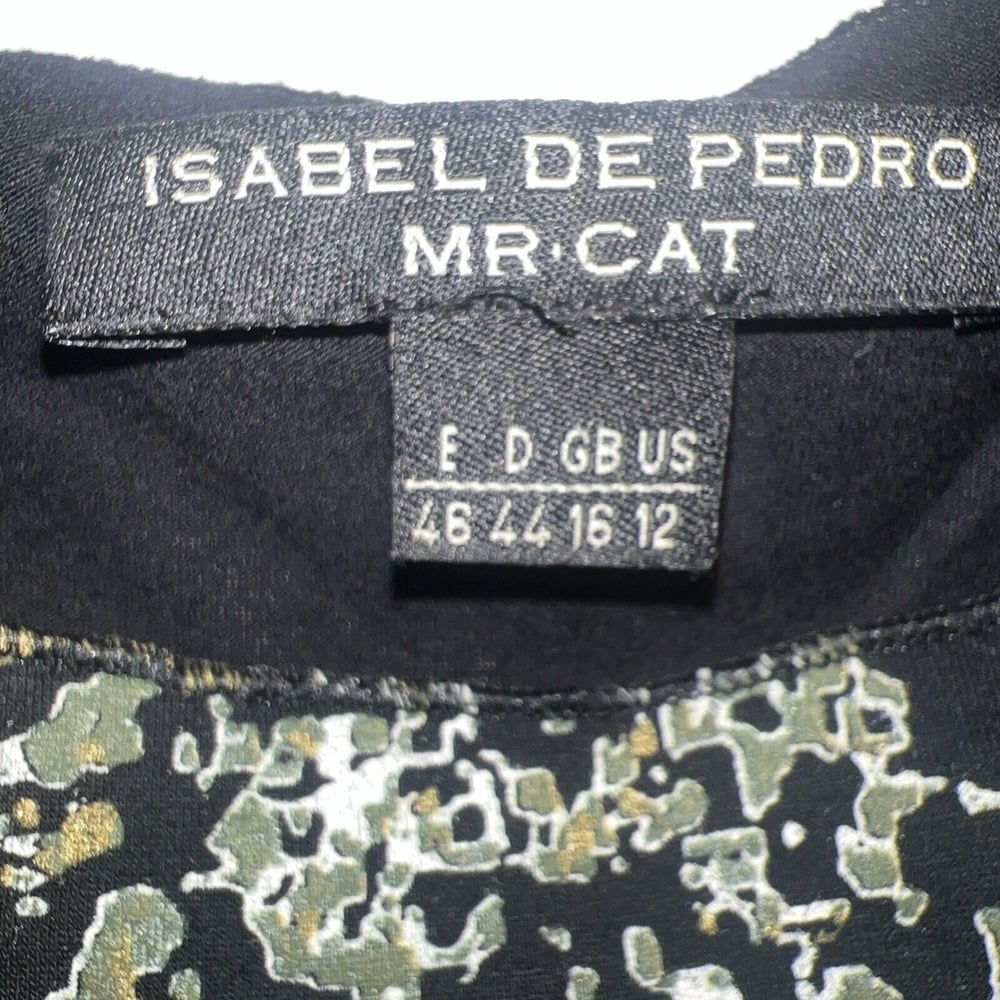 ISABEL DE PEDRO
MR·CAT
E D GB US
46 44 16 12